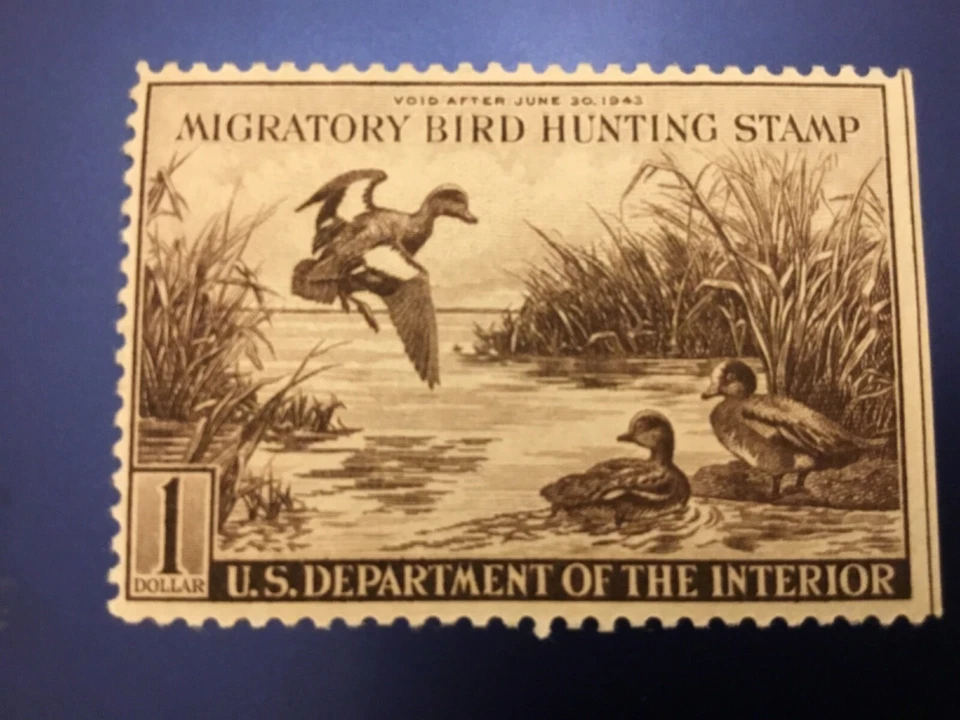 VOID AFTER JUNE 30, 1943
MIGRATORY BIRD HUNTING STAMP
1
DOLLAR
U.S. DEPARTMENT OF THE INTERIOR